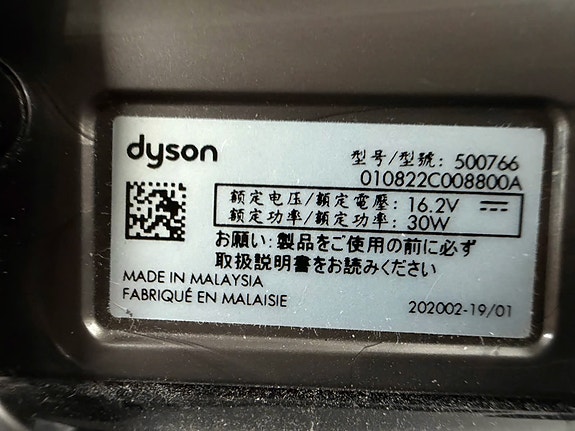 dyson
型号/型號: 500766
010822C008800A
额定电压/額定電壓: 16.2V ⎓
额定功率/額定功率: 30W
お願い: 製品をご使用の前に必ず
取扱説明書をお読みください
MADE IN MALAYSIA
FABRIQUÉ EN MALAISIE
202002-19/01